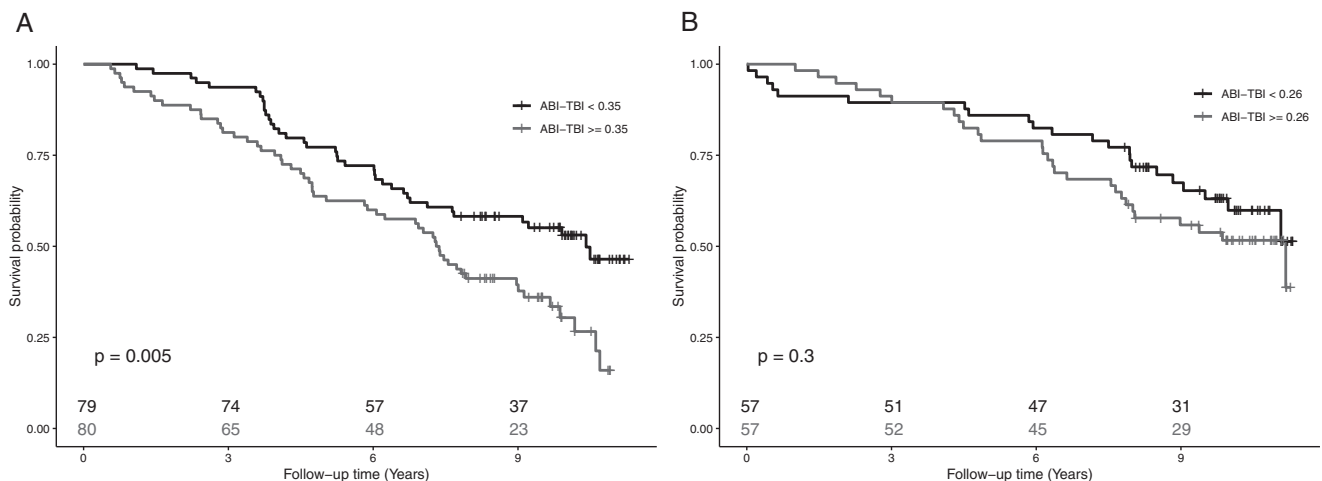 A
Survival probability
1.00
0.75
0.50
0.25
0.00
ABI−TBI < 0.35
ABI−TBI >= 0.35
p = 0.005
79 74 57 37
80 65 48 23
0 3 6 9
Follow−up time (Years)
B
Survival probability
1.00
0.75
0.50
0.25
0.00
ABI−TBI < 0.26
ABI−TBI >= 0.26
p = 0.3
57 51 47 31
57 52 45 29
0 3 6 9
Follow−up time (Years)